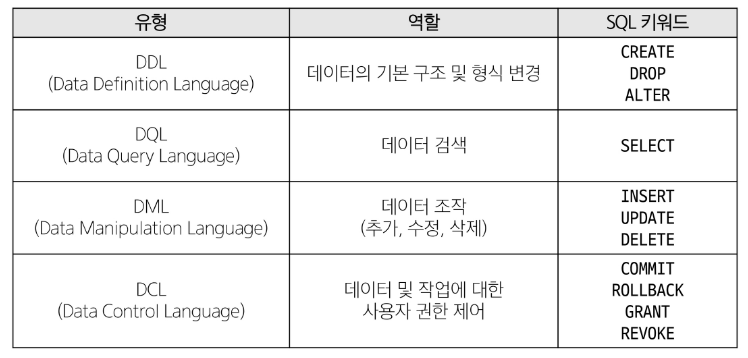 유형 역할 SQL 키워드
DDL
(Data Definition Language)
데이터의 기본 구조 및 형식 변경
CREATE
DROP
ALTER
DQL
(Data Query Language)
데이터 검색
SELECT
DML
(Data Manipulation Language)
데이터 조작
(추가, 수정, 삭제)
INSERT
UPDATE
DELETE
DCL
(Data Control Language)
데이터 및 작업에 대한
사용자 권한 제어
COMMIT
ROLLBACK
GRANT
REVOKE